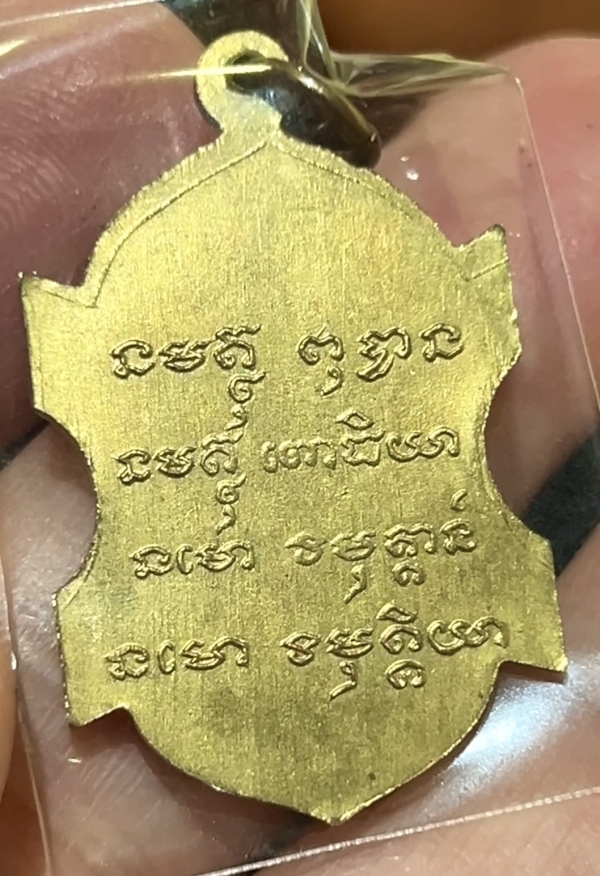 នមត្ថុ ពុទ្ធាន
នមត្ថុ ពោធិយា
នមោ វមុត្តាន៍
នមោ វមុត្តិយា